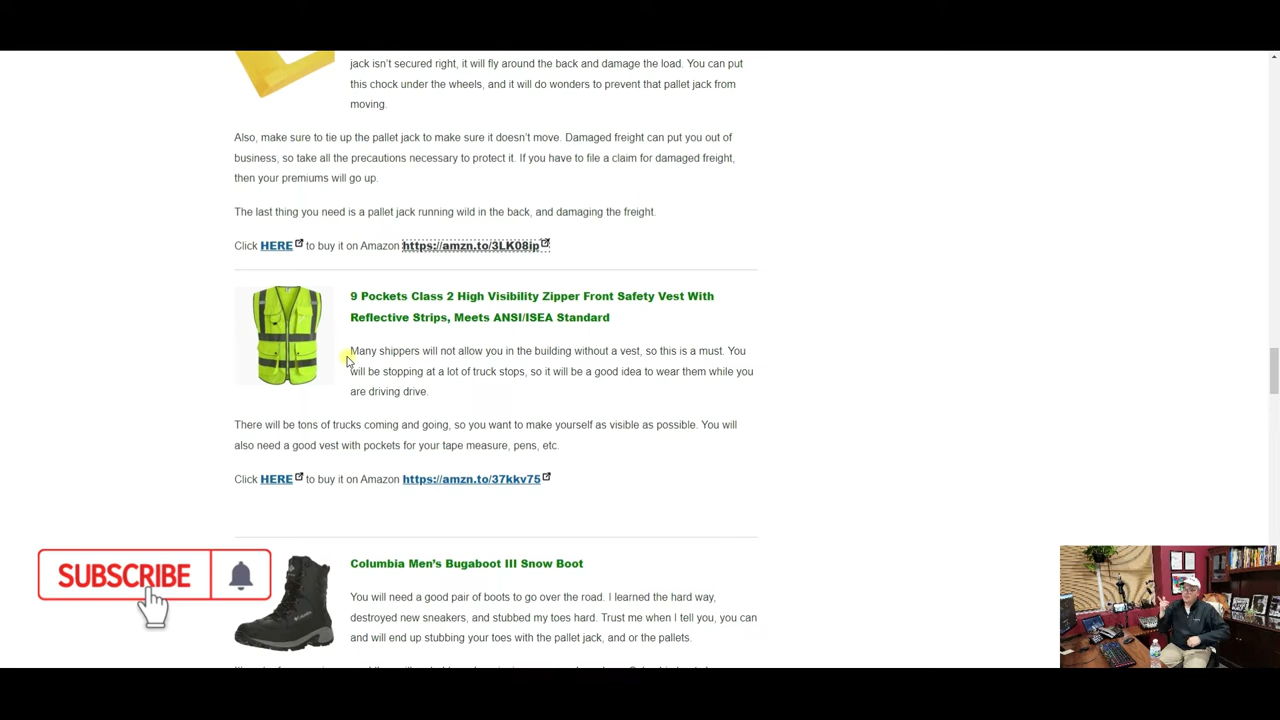 jack isn't secured right, it will fly around the back and damage the load. You can put
this chock under the wheels, and it will do wonders to prevent that pallet jack from
moving.
Also, make sure to tie up the pallet jack to make sure it doesn't move. Damaged freight can put you out of
business, so take all the precautions necessary to protect it. If you have to file a claim for damaged freight,
then your premiums will go up.
The last thing you need is a pallet jack running wild in the back, and damaging the freight.
Click HERE to buy it on Amazon https://amzn.to/3LK08ip
9 Pockets Class 2 High Visibility Zipper Front Safety Vest With
Reflective Strips, Meets ANSI/ISEA Standard
Many shippers will not allow you in the building without a vest, so this is a must. You
will be stopping at a lot of truck stops, so it will be a good idea to wear them while you
are driving drive.
There will be tons of trucks coming and going, so you want to make yourself as visible as possible. You will
also need a good vest with pockets for your tape measure, pens, etc.
Click HERE to buy it on Amazon https://amzn.to/37kkv75
SUBSCRIBE
Columbia Men's Bugaboot III Snow Boot
You will need a good pair of boots to go over the road. I learned the hard way,
destroyed new sneakers, and stubbed my toes hard. Trust me when I tell you, you can
and will end up stubbing your toes with the pallet jack, and/or the pallets.